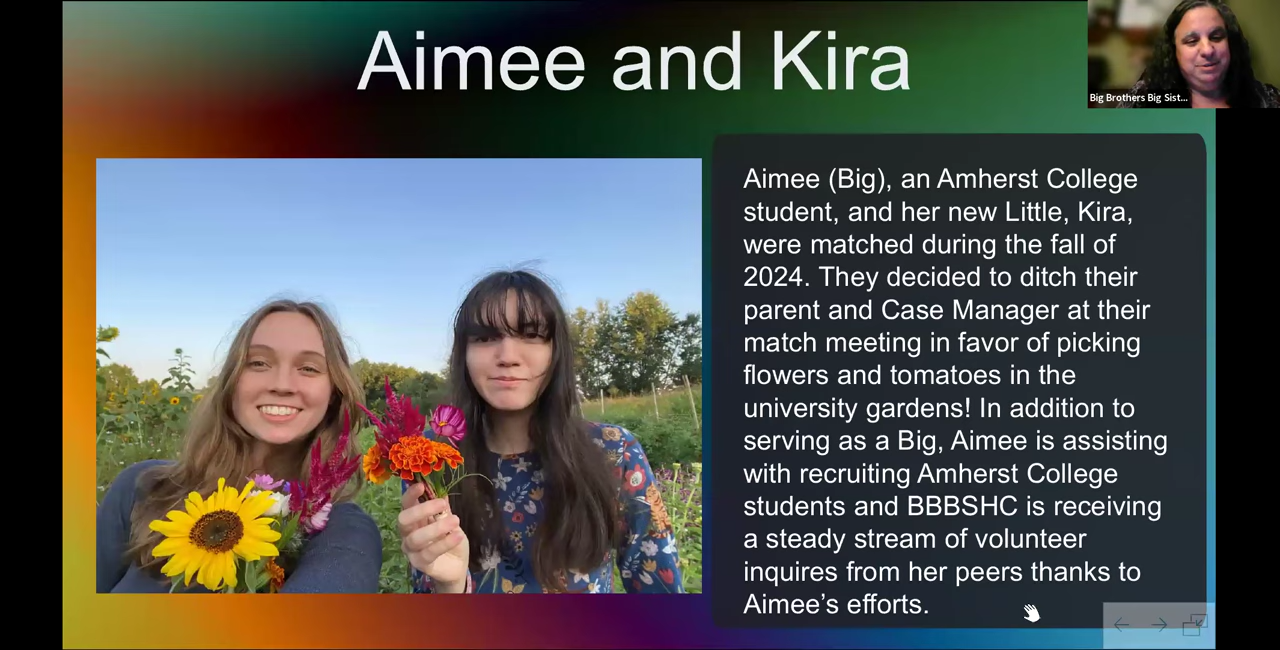 Aimee and Kira
Big Brothers Big Sist...
Aimee (Big), an Amherst College
student, and her new Little, Kira,
were matched during the fall of
2024. They decided to ditch their
parent and Case Manager at their
match meeting in favor of picking
flowers and tomatoes in the
university gardens! In addition to
serving as a Big, Aimee is assisting
with recruiting Amherst College
students and BBBSHC is receiving
a steady stream of volunteer
inquires from her peers thanks to
Aimee’s efforts.